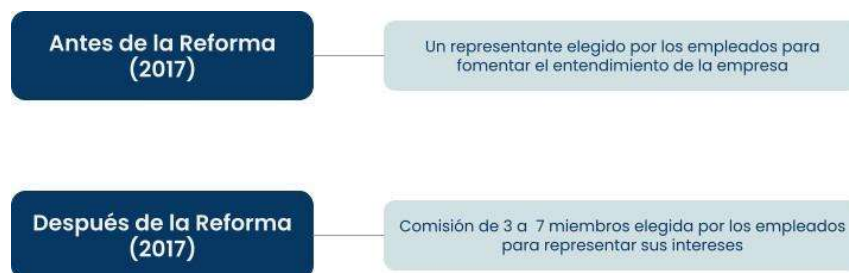 Antes de la Reforma
(2017)
Un representante elegido por los empleados para
fomentar el entendimiento de la empresa
Después de la Reforma
(2017)
Comisión de 3 a 7 miembros elegida por los empleados
para representar sus intereses